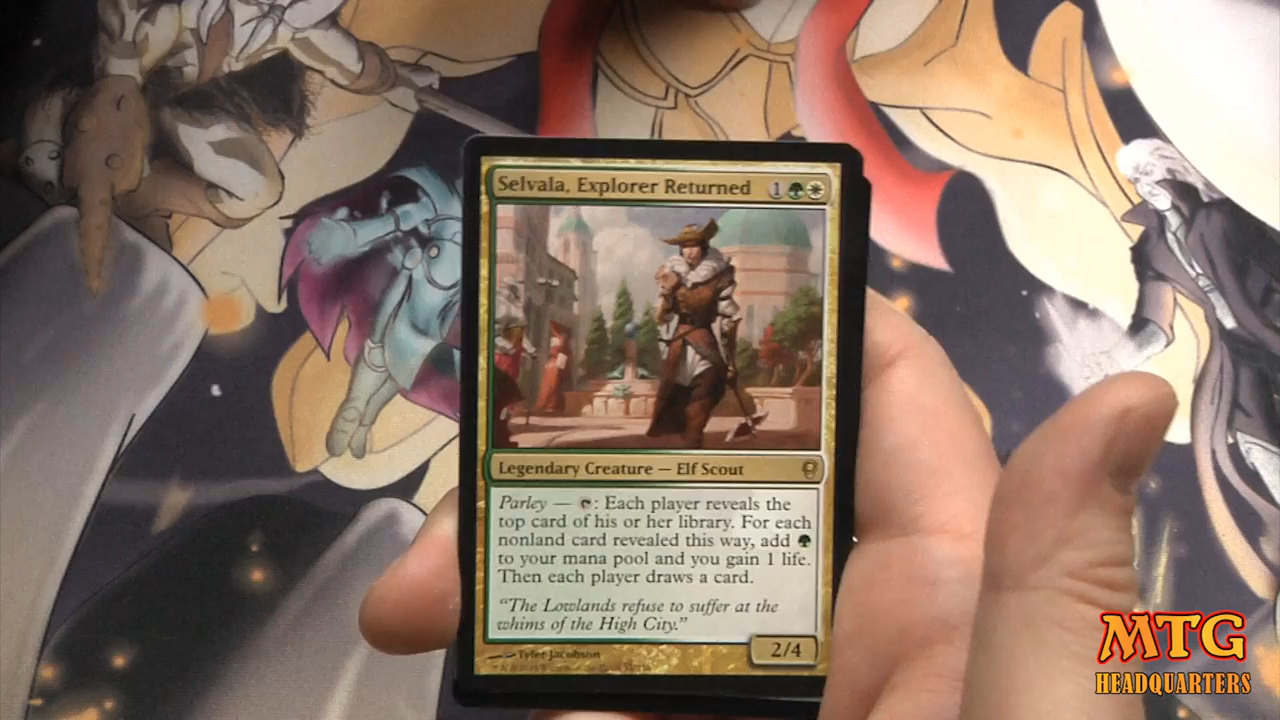 Selvala, Explorer Returned 1
Legendary Creature — Elf Scout
Parley — : Each player reveals the
top card of his or her library. For each
nonland card revealed this way, add
to your mana pool and you gain 1 life.
Then each player draws a card.
"The Lowlands refuse to suffer at the
whims of the High City."
2/4
Tyler Jacobson
MTG
HEADQUARTERS